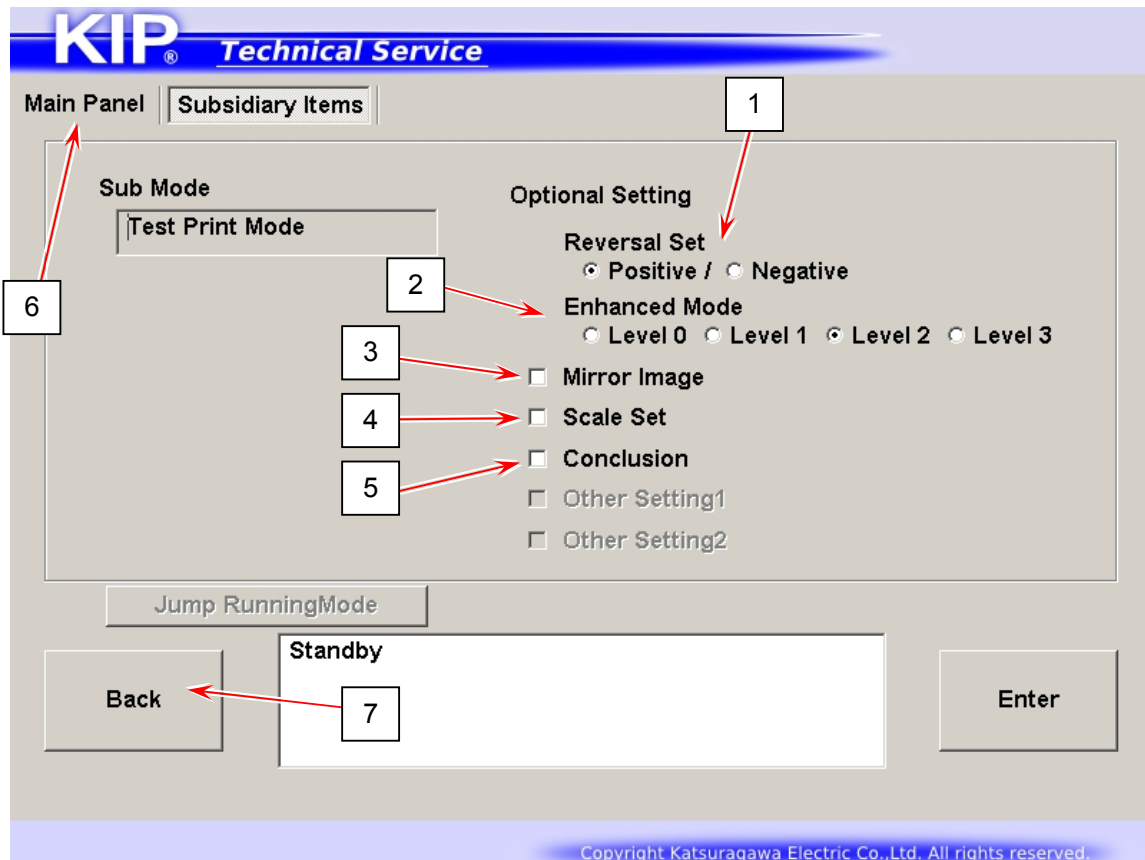 KIP®
Technical Service
Main Panel Subsidiary Items
1
Sub Mode
Optional Setting
Test Print Mode
Reversal Set
Positive / Negative
6
2
Enhanced Mode
Level 0 Level 1 Level 2 Level 3
3
Mirror Image
4
Scale Set
5
Conclusion
Other Setting1
Other Setting2
Jump RunningMode
Standby
Back
7
Enter
Copyright Katsuragawa Electric Co.,Ltd. All rights reserved.